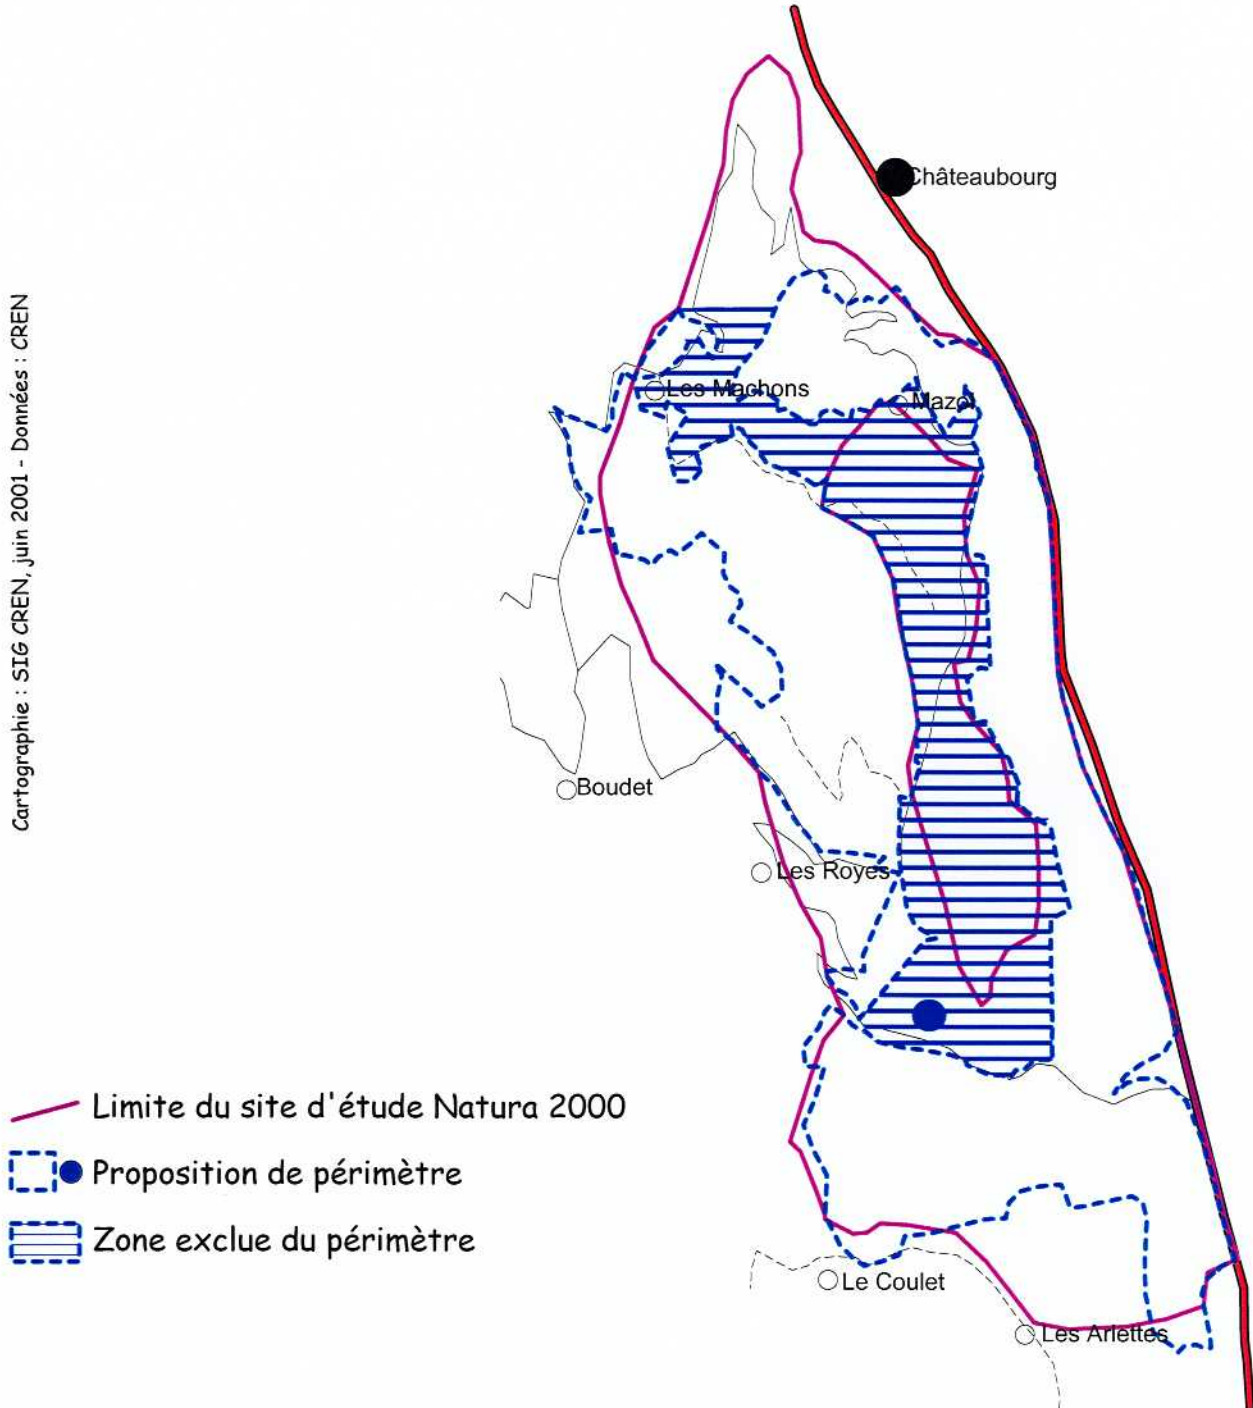 Châteaubourg
Les Machons
Mazol
Cartographie : SIG CREN, juin 2001 - Données : CREN
Boudet
Les Royes
Limite du site d'étude Natura 2000
Proposition de périmètre
Zone exclue du périmètre
Le Coulet
Les Arlettes